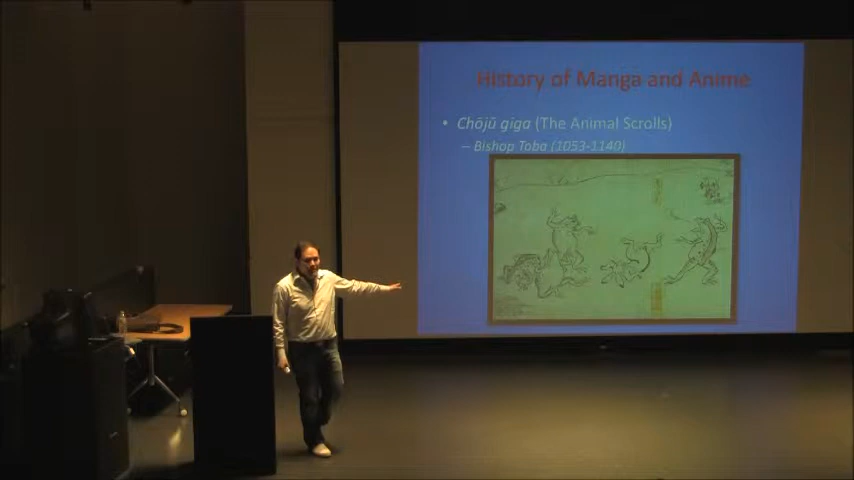 History of Manga and Anime
• Chōjū giga (The Animal Scrolls)
– Bishop Toba (1053-1140)